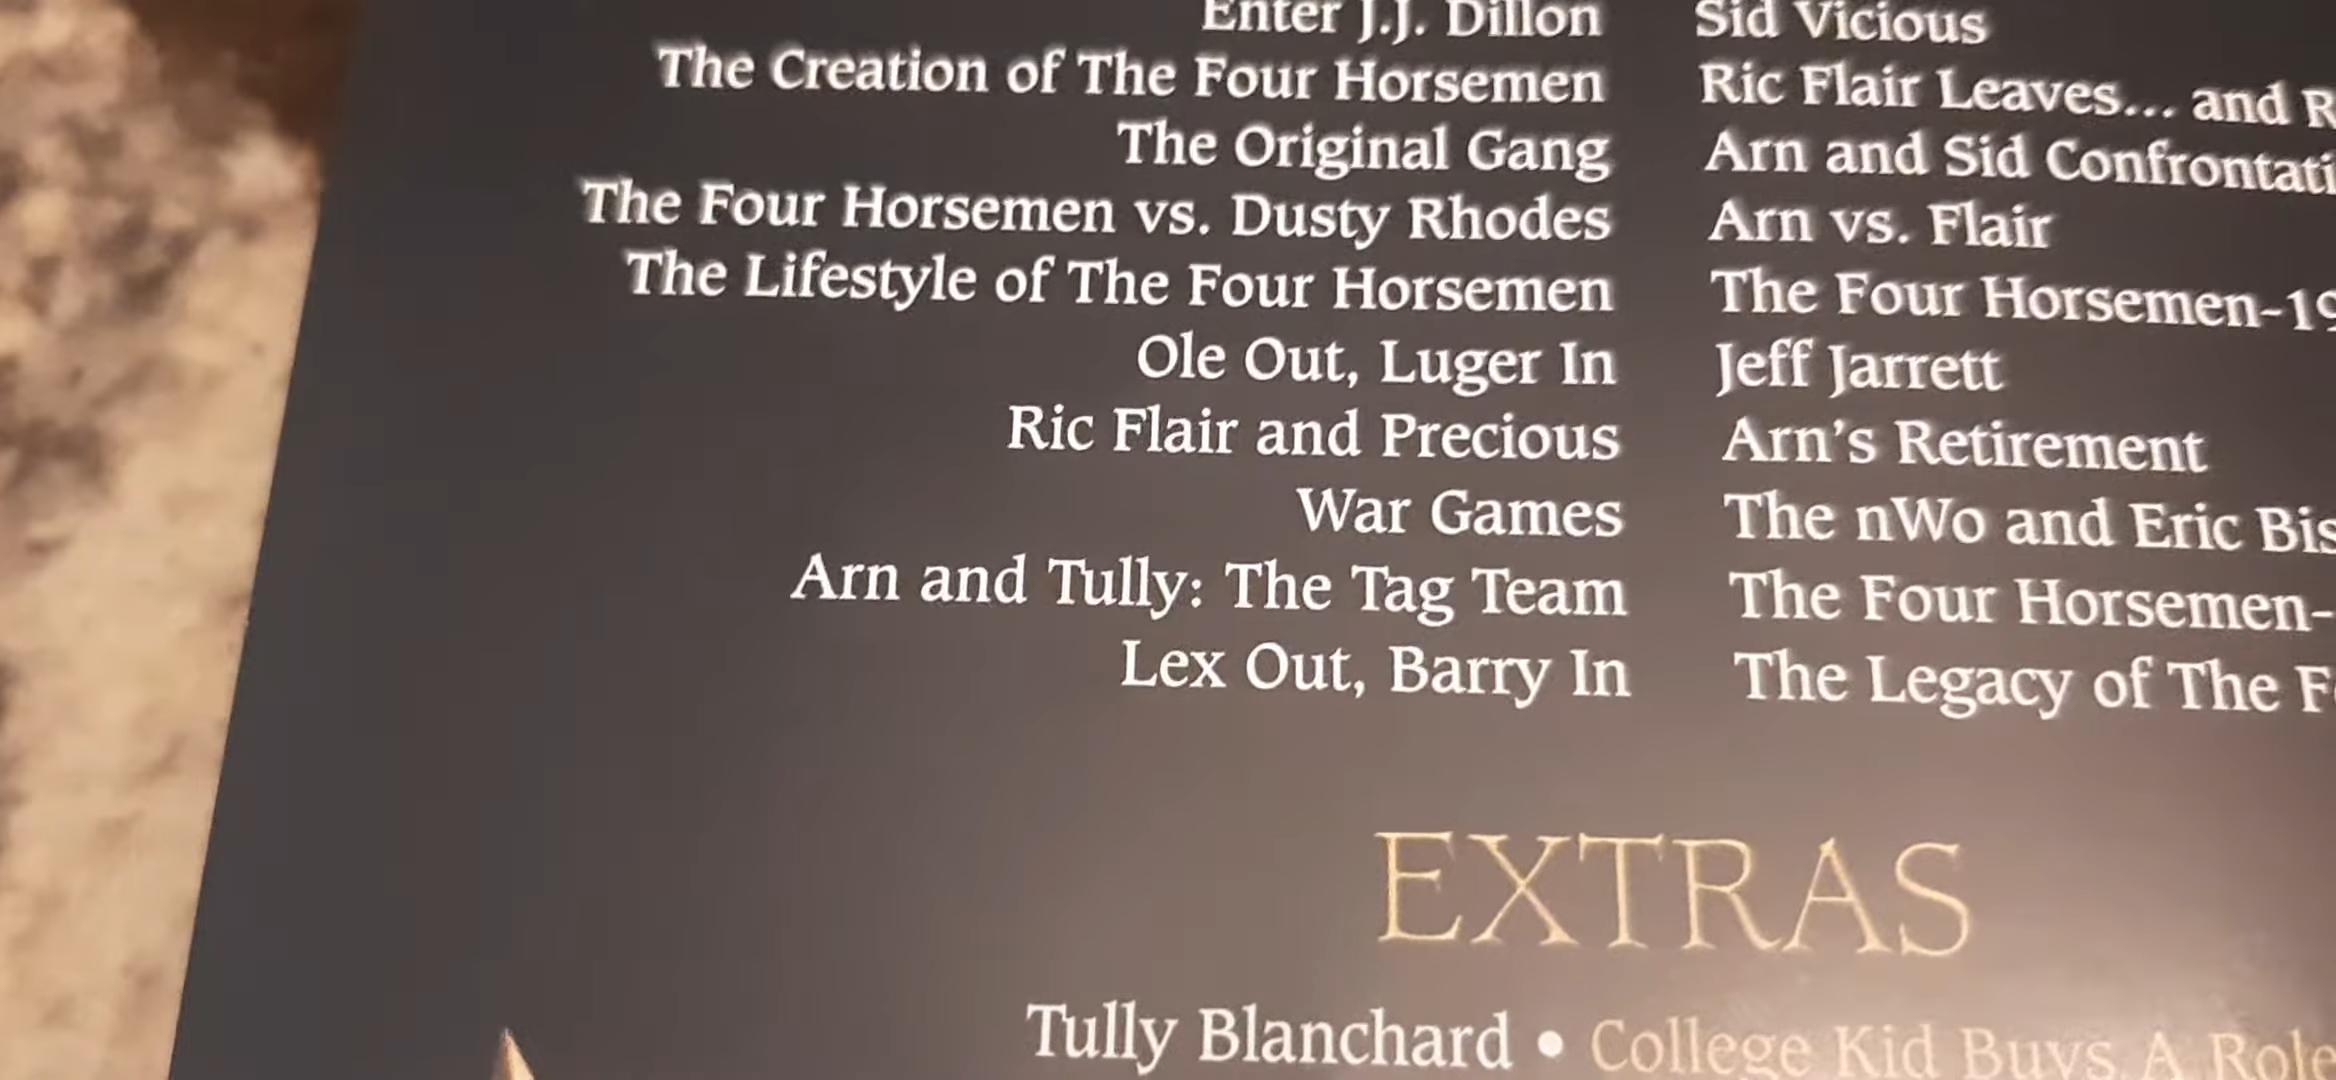 Enter J.J. Dillon
The Creation of The Four Horsemen
The Original Gang
The Four Horsemen vs. Dusty Rhodes
The Lifestyle of The Four Horsemen
Ole Out, Luger In
Ric Flair and Precious
War Games
Arn and Tully: The Tag Team
Lex Out, Barry In
Sid Vicious
Ric Flair Leaves... and
Arn and Sid
Arn vs. Flair
The Four Horsemen-19
Jeff Jarrett
Arn's Retirement
The nWo and Eric
The Four Horsemen-
The Legacy of The
EXTRAS
Tully Blanchard • College Kid Buys A